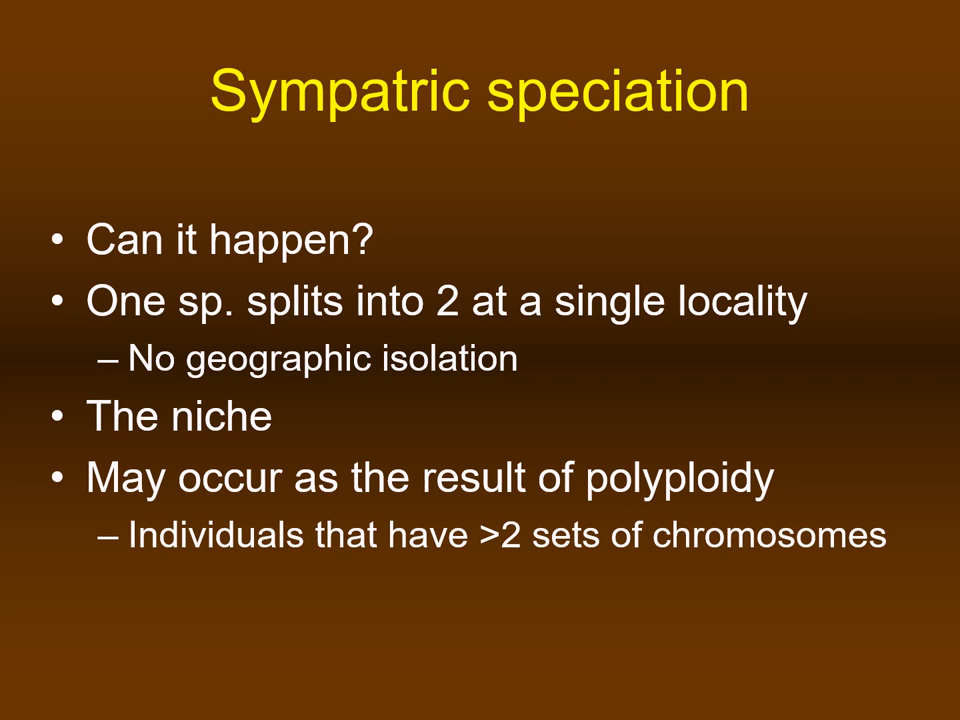 Sympatric speciation
• Can it happen?
• One sp. splits into 2 at a single locality
– No geographic isolation
• The niche
• May occur as the result of polyploidy
– Individuals that have >2 sets of chromosomes